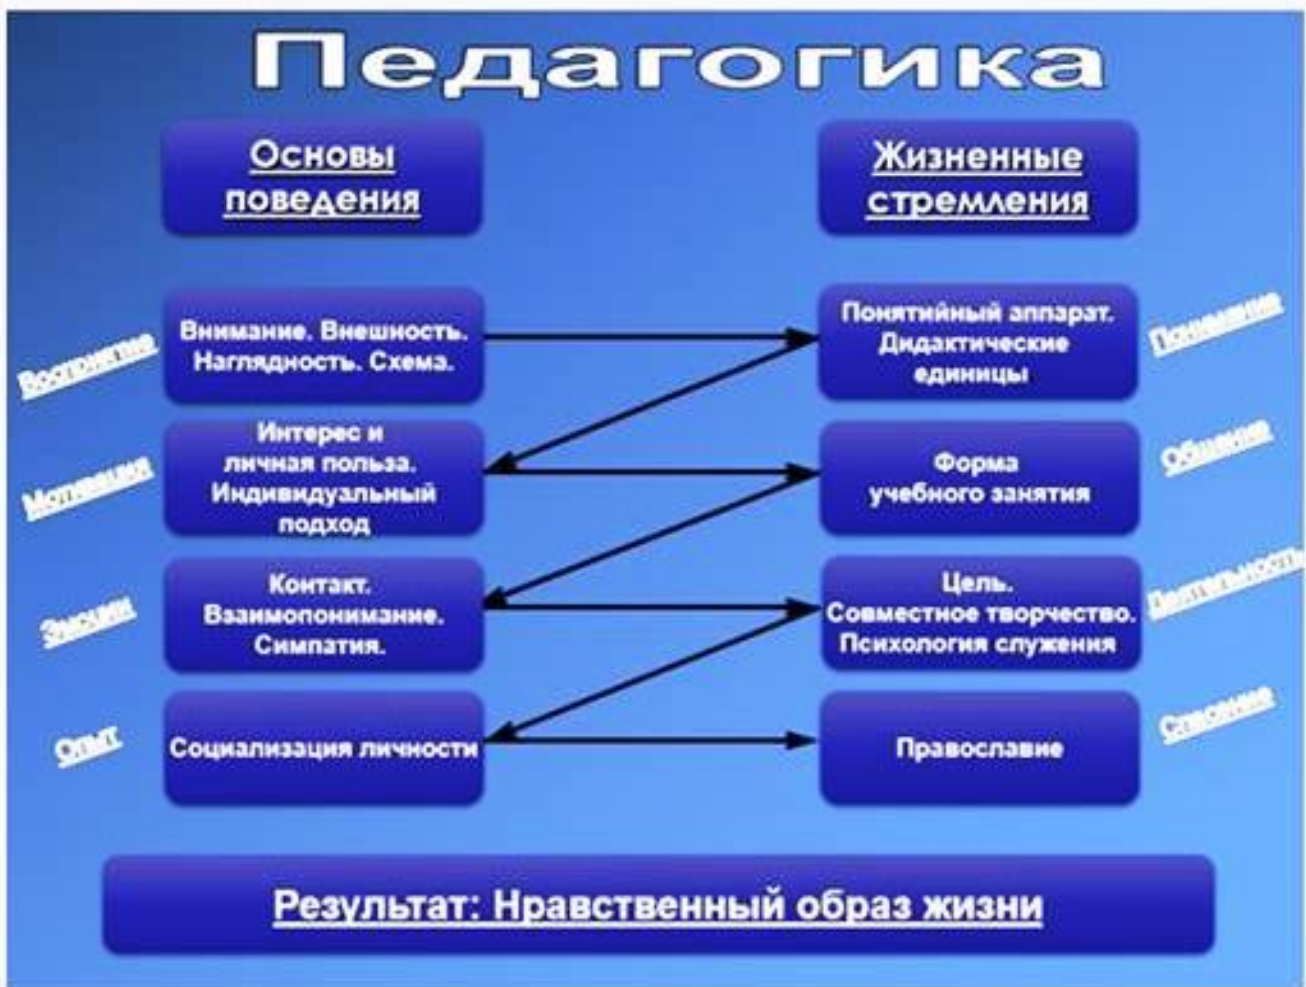 Педагогика
Основы
поведения
Жизненные
стремления
Восприятие
Внимание. Внешность.
Наглядность. Схема.
Понятийный аппарат.
Дидактические
единицы
Понимание
Мотивация
Интерес и
личная польза.
Индивидуальный
подход
Форма
учебного занятия
Общение
Эмоции
Контакт.
Взаимопонимание.
Симпатия.
Цель.
Совместное творчество.
Психология служения
Деятельность
Опыт
Социализация личности
Православие
Результат: Нравственный образ жизни